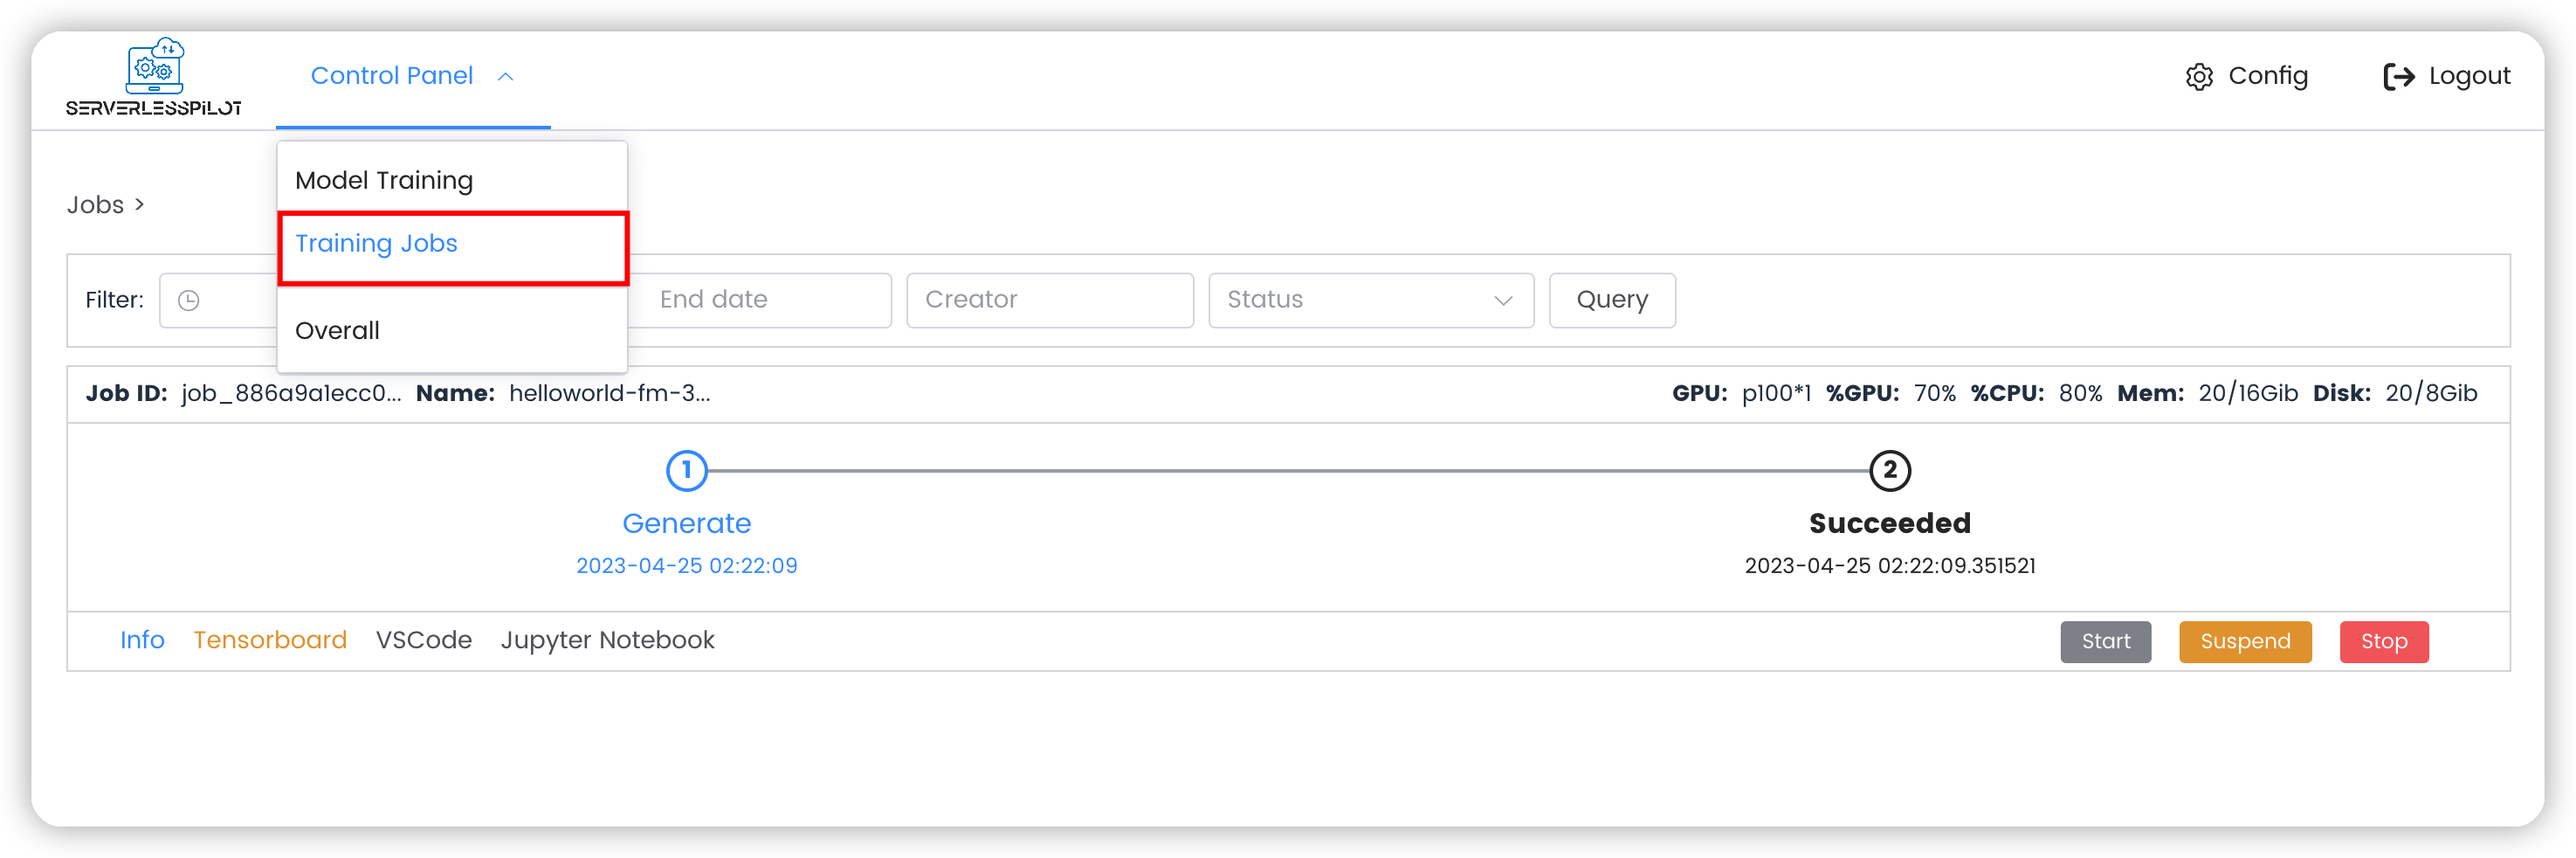 SERVERLESSPILOT
Control Panel
Config
Logout
Model Training
Training Jobs
Overall
Jobs >
Filter:
End date
Creator
Status
Query
Job ID: job_886a9a1ecc0... Name: helloworld-fm-3...
GPU: p100*1 %GPU: 70% %CPU: 80% Mem: 20/16Gib Disk: 20/8Gib
1
2
Generate
Succeeded
2023-04-25 02:22:09
2023-04-25 02:22:09.351521
Info Tensorboard VSCode Jupyter Notebook
Start
Suspend
Stop